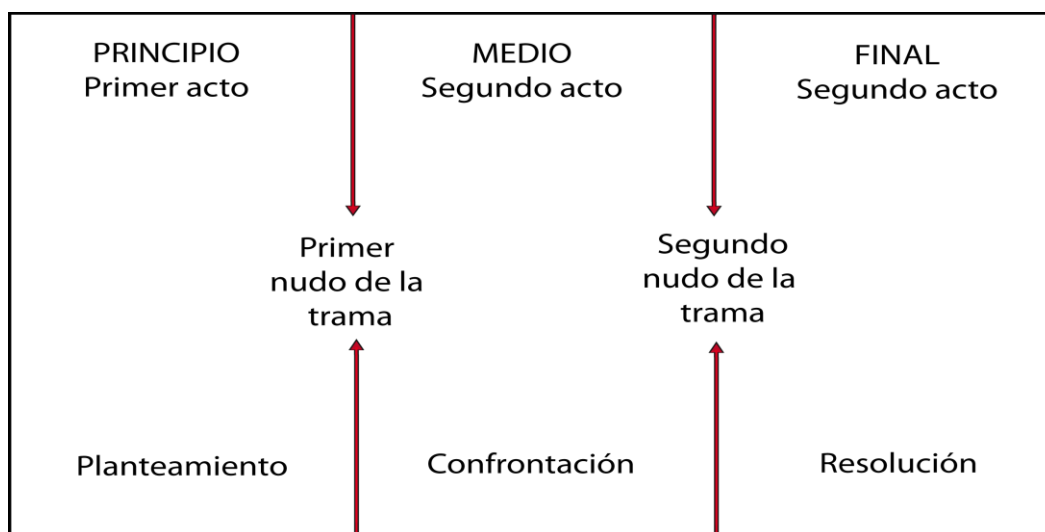 PRINCIPIO
Primer acto
MEDIO
Segundo acto
FINAL
Segundo acto
Primer
nudo de la
trama
Segundo
nudo de la
trama
Planteamiento
Confrontación
Resolución